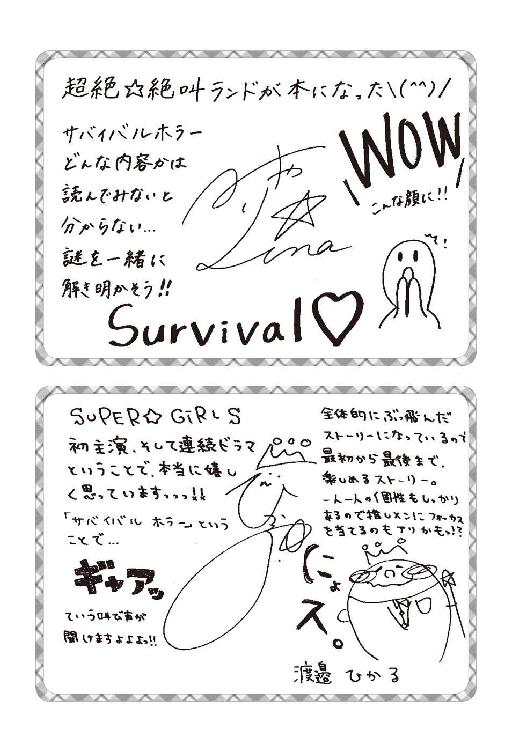 超絶☆絶叫ランドが本になった\(^^)/
サバイバルホラー
どんな内容かは
読んでみないと
分からない…
謎を一緒に
解き明かそう!!
WOW
こんな顔に!!
Lina
Survival♡
SUPER☆GiRLS
初主演、そして連続ドラマ
ということで、本当に嬉し
く思っていますっっっ!!
「サバイバル ホラー」という
ことで…
ギャアッ
ていう叫び声が
聞けますよよよっ!!
全体的にぶっ飛んだ
ストーリーになっているので
最初から最後まで、
楽しめるストーリー。
一人一人の個性もしっかり
あるので推しメンにフォーカス
を当てるのもアリかもっ!?
にょ
ス。
渡邉 ひかる